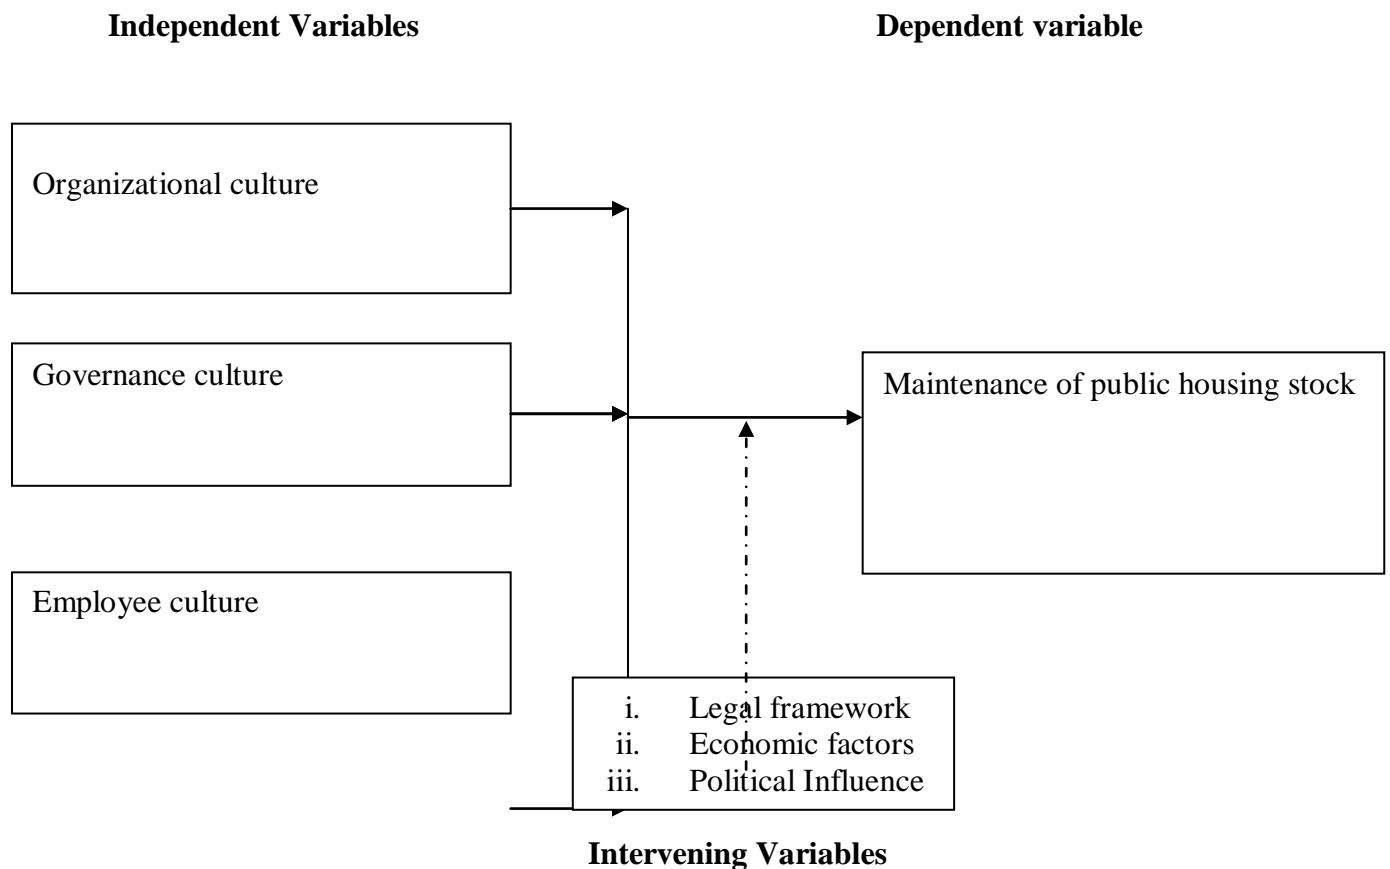 Independent Variables
Dependent variable
Organizational culture
Governance culture
Maintenance of public housing stock
Employee culture
i. Legal framework
ii. Economic factors
iii. Political Influence
Intervening Variables